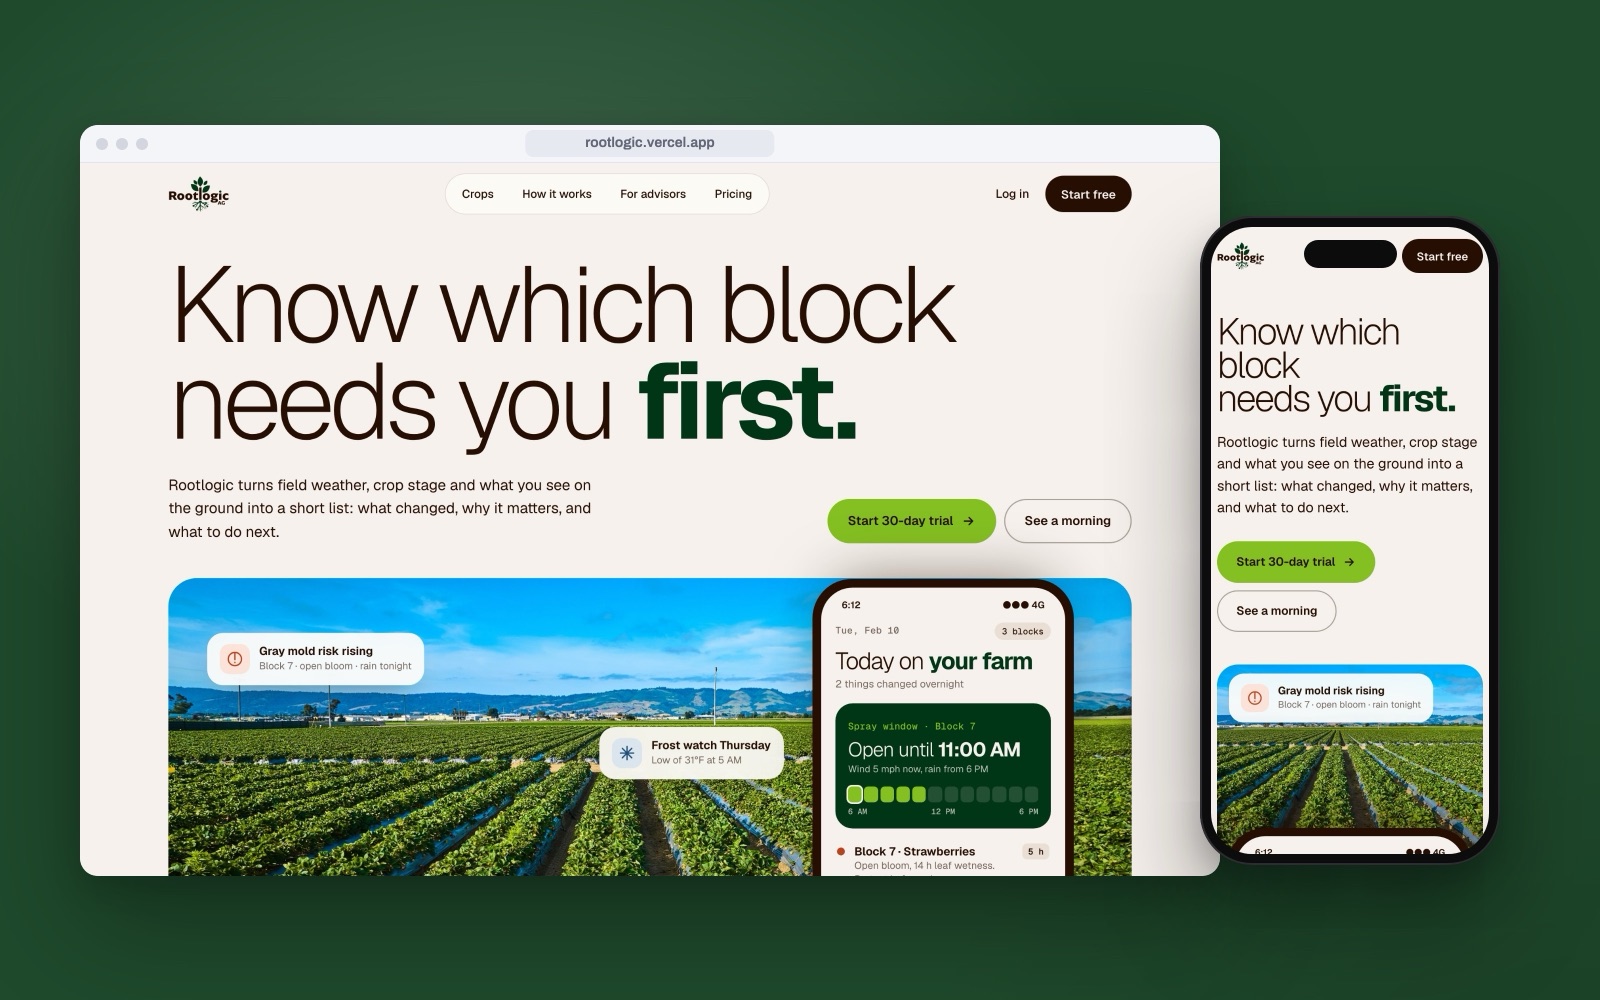 rootlogic.vercel.app
Rootlogic
AG
Crops
How it works
For advisors
Pricing
Log in
Start free
Know which block
needs you first.
Rootlogic turns field weather, crop stage and what you see on
the ground into a short list: what changed, why it matters, and
what to do next.
Start 30-day trial →
See a morning
Gray mold risk rising
Block 7 · open bloom · rain tonight
Frost watch Thursday
Low of 31°F at 5 AM
6:12
4G
Tue, Feb 10
3 blocks
Today on your farm
2 things changed overnight
Spray window · Block 7
Open until 11:00 AM
Wind 5 mph now, rain from 6 PM
6 AM
12 PM
6 PM
Block 7 · Strawberries
5 h
Open bloom, 14 h leaf wetness.
Rootlogic
AG
Start free
Know which
block
needs you first.
Rootlogic turns field weather, crop stage
and what you see on the ground into a
short list: what changed, why it matters,
and what to do next.
Start 30-day trial →
See a morning
Gray mold risk rising
Block 7 · open bloom · rain tonight
6:12
4G